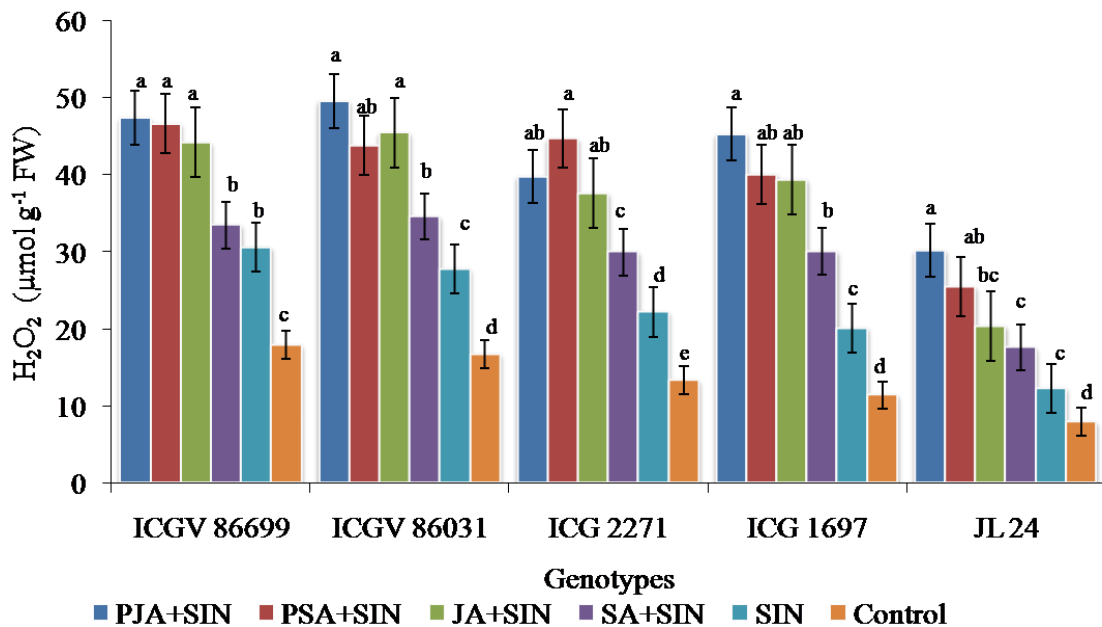 H₂O₂ (µmol g⁻¹ FW)
60
50
40
30
20
10
0
a a a b b c
a ab a b c d
ab a ab c d e
a ab ab b c d
a ab bc c c d
ICGV 86699 ICGV 86031 ICG 2271 ICG 1697 JL 24
Genotypes
PJA+SIN PSA+SIN JA+SIN SA+SIN SIN Control